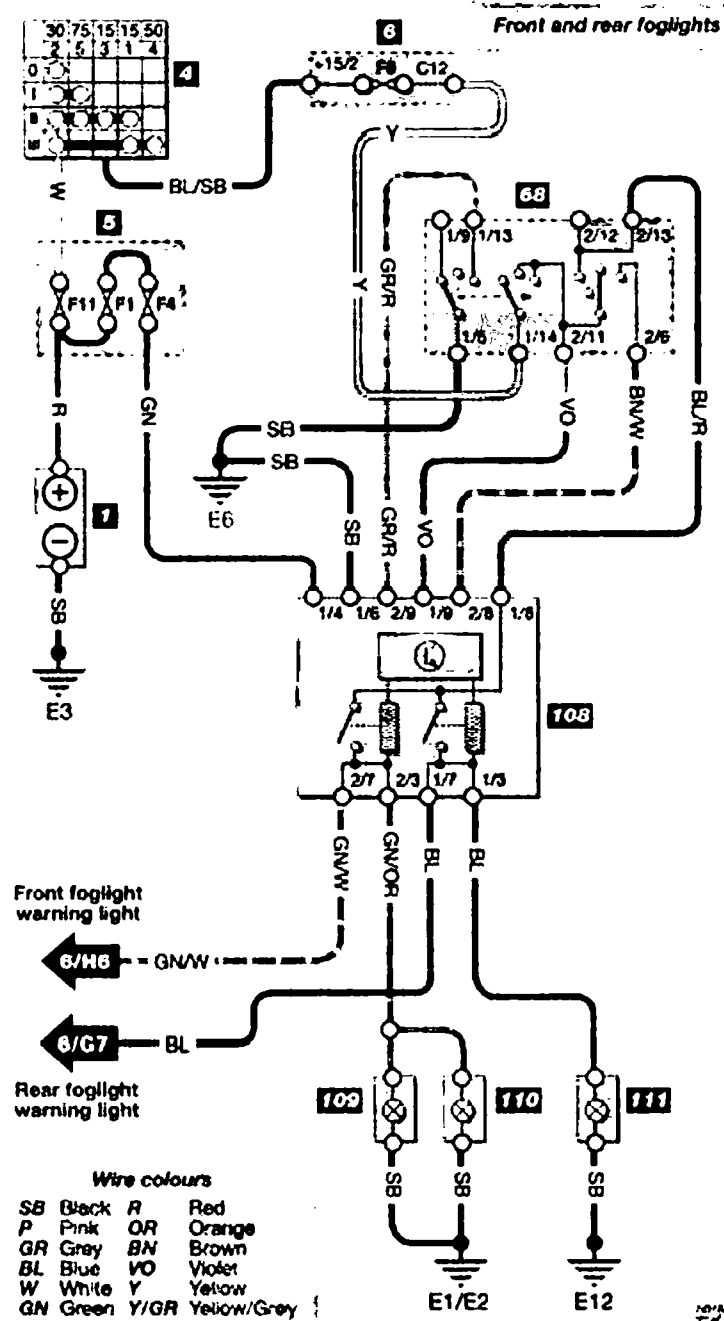 Front and rear foglights
30 75 15 15 50
2 5 3 1 4
O
I
II
III
4
6
15/2 F8 C12
Y
W
BL/SB
5
68
1/9 1/13 2/12 2/13
GR/R
Y
F11 F1 F4
1/5 1/14 2/11 2/6
R
GN
SB
VO
BN/W
BL/R
SB
E6
1
SB
GR/R
VO
SB
E3
1/4 1/5 2/9 1/9 2/8 1/8
108
2/7 2/3 1/7 1/3
GN/W
GN/OR
BL
BL
Front foglight
warning light
6/H6
GN/W
6/G7
BL
Rear foglight
warning light
109
110
111
SB
SB
SB
E1/E2
E12
Wire colours
SB Black R Red
P Pink OR Orange
GR Grey BN Brown
BL Blue VO Violet
W White Y Yellow
GN Green Y/GR Yellow/Grey